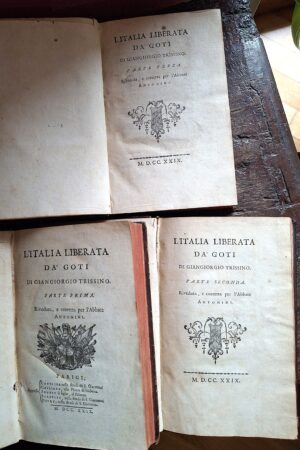 L'ITALIA LIBERATA
DA' GOTI
DI GIANGIORGIO TRISSINO.
PARTE TERZA.
Riveduta, e corretta per l'Abbate
ANTONINI.
M. D. CC. XXIX.
L'ITALIA LIBERATA
DA' GOTI
DI GIANGIORGIO TRISSINO.
PARTE PRIMA.
Riveduta, e corretta per l'Abbate
ANTONINI.
PARIGI,
M. DCC. XXIX.
L'ITALIA LIBERATA
DA' GOTI
DI GIANGIORGIO TRISSINO.
PARTE SECONDA.
Riveduta, e corretta per l'Abbate
ANTONINI.
M. D. CC. XXIX.